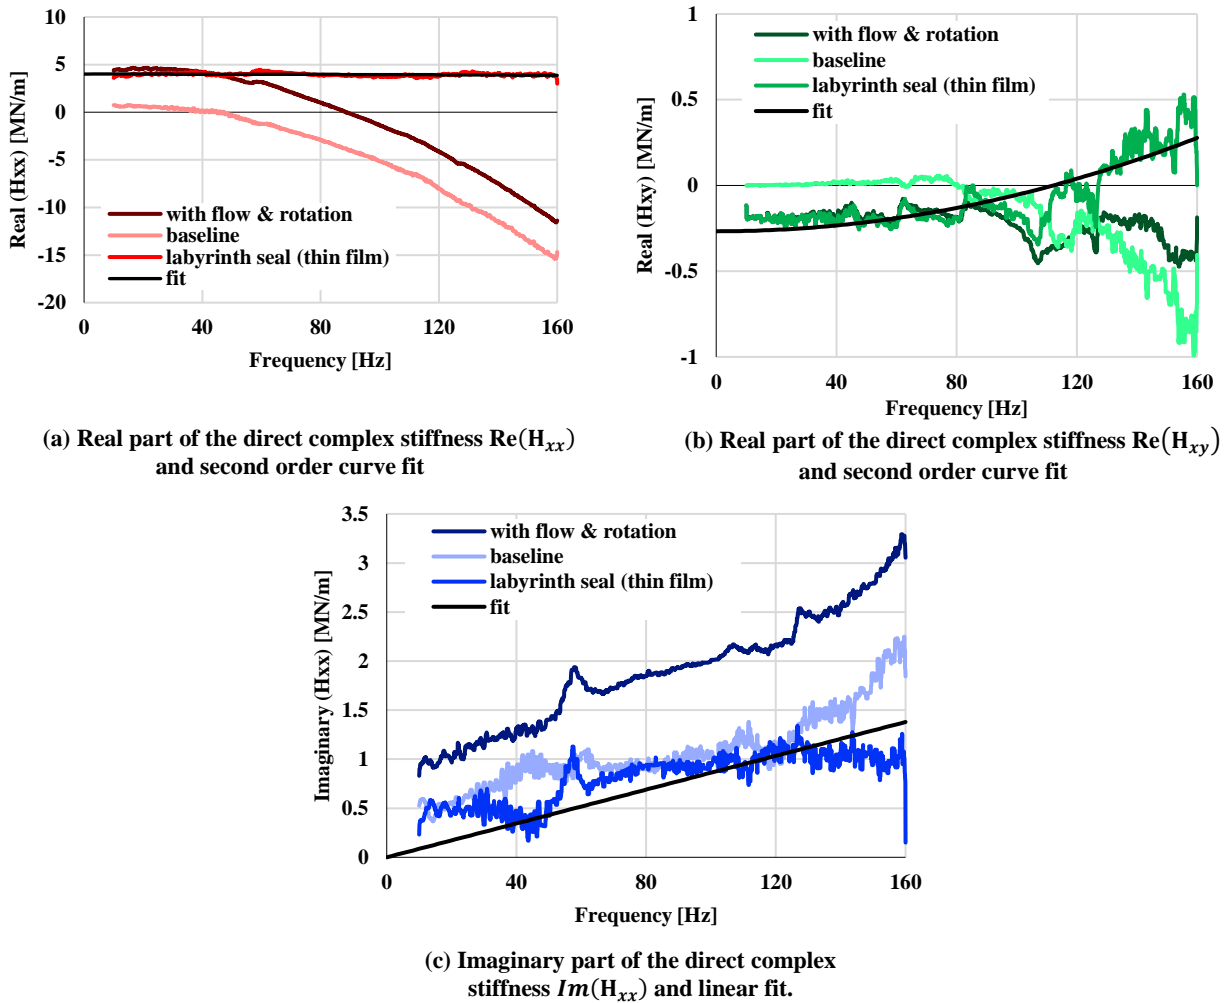 10
5
0
-5
-10
-15
-20
Real (Hxx) [MN/m]
with flow & rotation
baseline
labyrinth seal (thin film)
fit
0 40 80 120 160
Frequency [Hz]
(a) Real part of the direct complex stiffness Re(Hxx)
and second order curve fit
1
0.5
0
-0.5
-1
Real (Hxy) [MN/m]
with flow & rotation
baseline
labyrinth seal (thin film)
fit
0 40 80 120 160
Frequency [Hz]
(b) Real part of the direct complex stiffness Re(Hxy)
and second order curve fit
3.5
3
2.5
2
1.5
1
0.5
0
Imaginary (Hxx) [MN/m]
with flow & rotation
baseline
labyrinth seal (thin film)
fit
0 40 80 120 160
Frequency [Hz]
(c) Imaginary part of the direct complex
stiffness Im(Hxx) and linear fit.